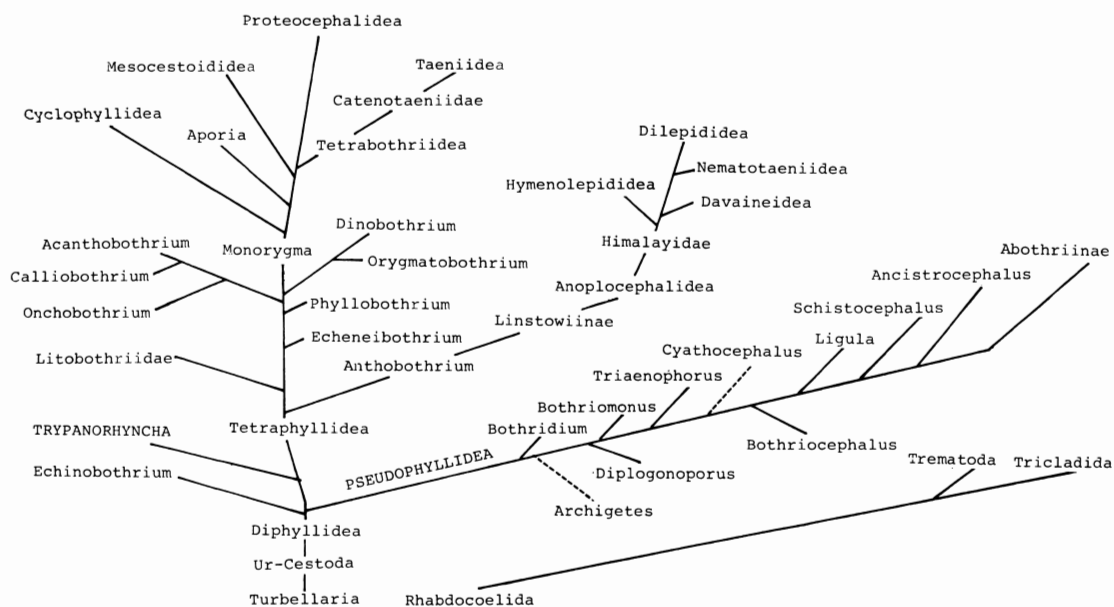 Proteocephalidea
Mesocestoididea
Taeniidea
Catenotaeniidae
Cyclophyllidea
Aporia
Tetrabothriidea
Dilepididea
Nematotaeniidea
Hymenolepididea
Davaineidea
Dinobothrium
Acanthobothrium
Monorygma
Himalayidae
Abothriinae
Orygmatobothrium
Calliobothrium
Ancistrocephalus
Anoplocephalidea
Phyllobothrium
Onchobothrium
Schistocephalus
Linstowiinae
Echeneibothrium
Ligula
Litobothriidae
Cyathocephalus
Anthobothrium
Triaenophorus
Bothriomonus
TRYPANORHYNCHA
Tetraphyllidea
Bothridium
Bothriocephalus
PSEUDOPHYLLIDEA
Trematoda
Tricladida
Echinobothrium
Diplogonoporus
Archigetes
Diphyllidea
Ur-Cestoda
Turbellaria
Rhabdocoelida